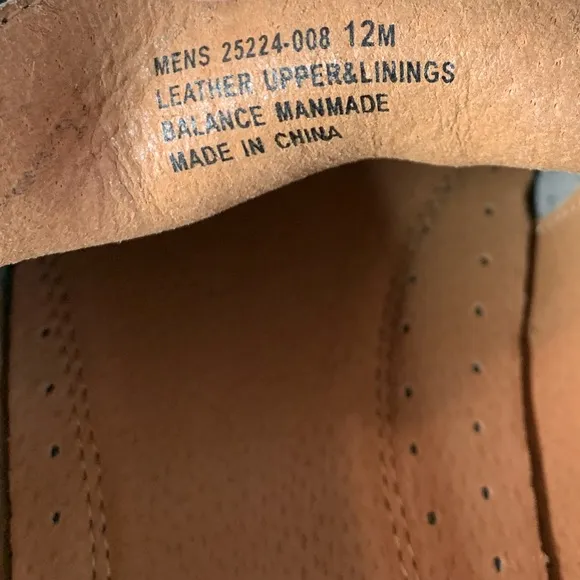 MENS 25224-008 12M
LEATHER UPPER&LININGS
BALANCE MANMADE
MADE IN CHINA